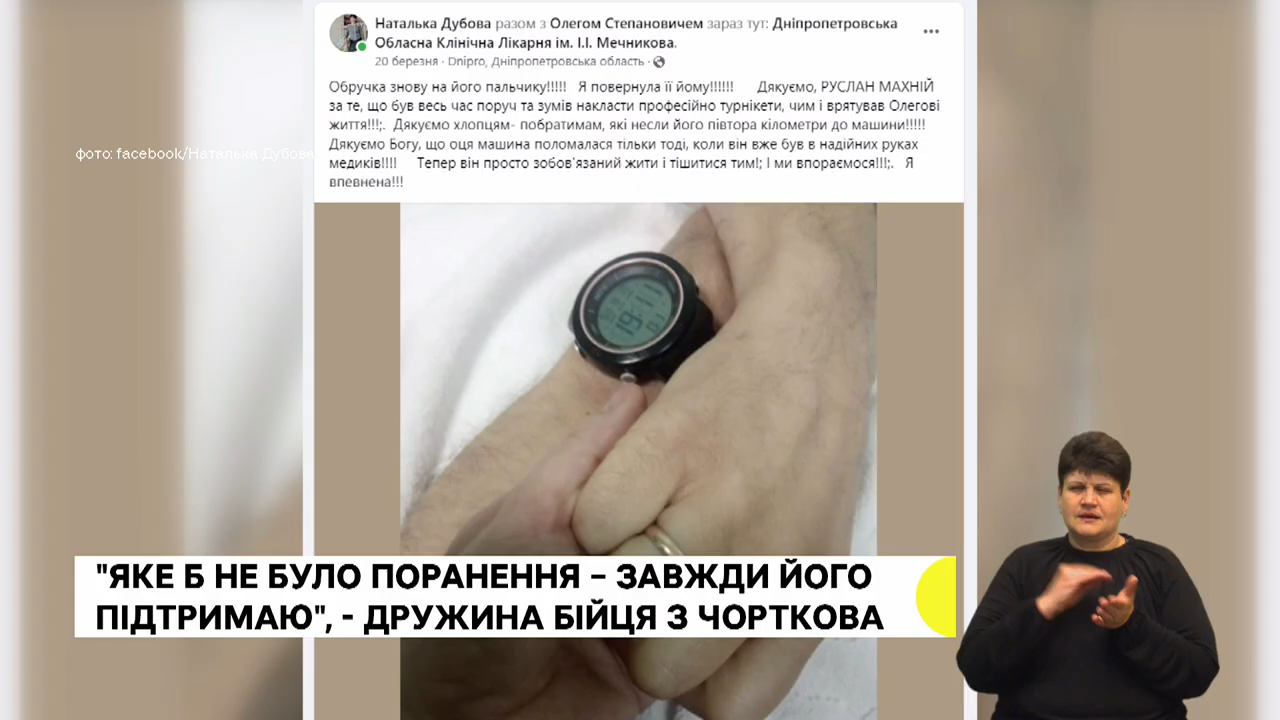 Наталька Дубова разом з Олегом Степановичем зараз тут: Дніпропетровська
Обласна Клінічна Лікарня ім. І.І. Мечникова.
20 березня · Dnipro, Дніпропетровська область ·
Обручка знову на його пальчику!!!!! Я повернула її йому!!!!!! Дякуємо, РУСЛАН МАХНІЙ
за те, що був весь час поруч та зумів накласти професійно турнікети, чим і врятував Олегові
життя!!!;. Дякуємо хлопцям- побратимам, які несли його півтора кілометри до машини!!!!!
Дякуємо Богу, що оця машина поломалася тільки тоді, коли він вже був в надійних руках
медиків!!!! Тепер він просто зобов`язаний жити і тішитися тим!; І ми впораємося!!!;. Я
впевнена!!!
фото: facebook/Наталька Дубова
"ЯКЕ Б НЕ БУЛО ПОРАНЕННЯ – ЗАВЖДИ ЙОГО
ПІДТРИМАЮ", - ДРУЖИНА БІЙЦЯ З ЧОРТКОВА